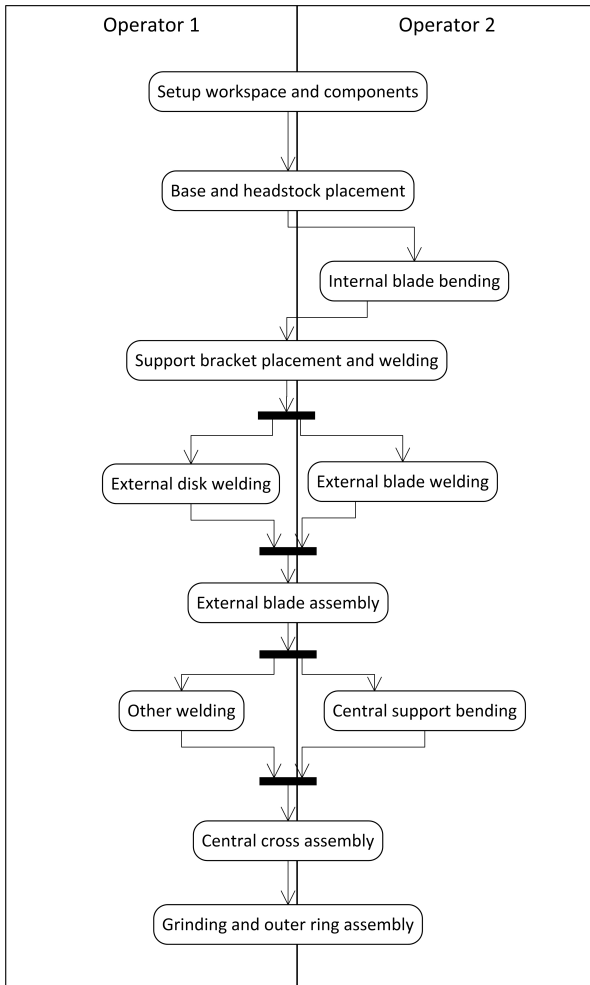 Operator 1
Operator 2
Setup workspace and components
Base and headstock placement
Internal blade bending
Support bracket placement and welding
External disk welding
External blade welding
External blade assembly
Other welding
Central support bending
Central cross assembly
Grinding and outer ring assembly